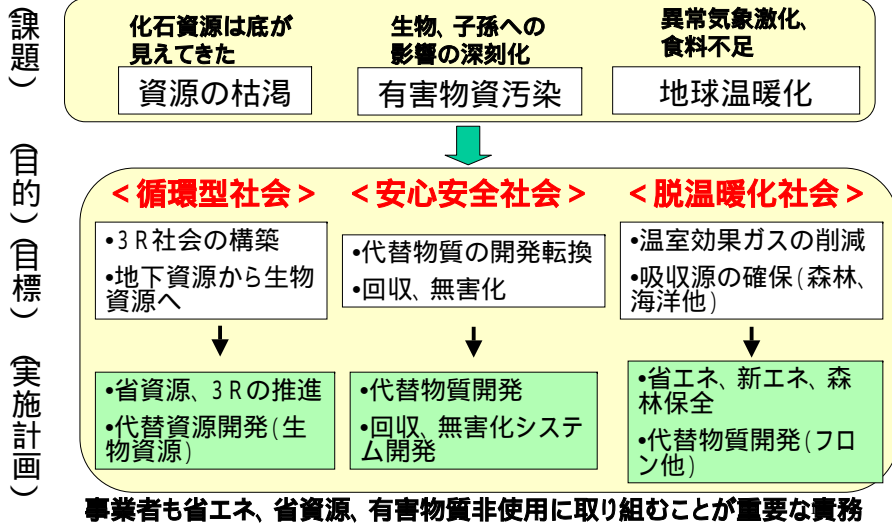 (課題)
化石資源は底が
見えてきた
資源の枯渇
生物、子孫への
影響の深刻化
有害物資汚染
異常気象激化、
食料不足
地球温暖化
(目的)
<循環型社会>
<安心安全社会>
<脱温暖化社会>
(目標)
•3R社会の構築
•地下資源から生物
資源へ
•代替物質の開発転換
•回収、無害化
•温室効果ガスの削減
•吸収源の確保(森林、
海洋他)
(実施計画)
•省資源、3Rの推進
•代替資源開発(生
物資源)
•代替物質開発
•回収、無害化システ
ム開発
•省エネ、新エネ、森
林保全
•代替物質開発(フロ
ン他)
事業者も省エネ、省資源、有害物質非使用に取り組むことが重要な責務